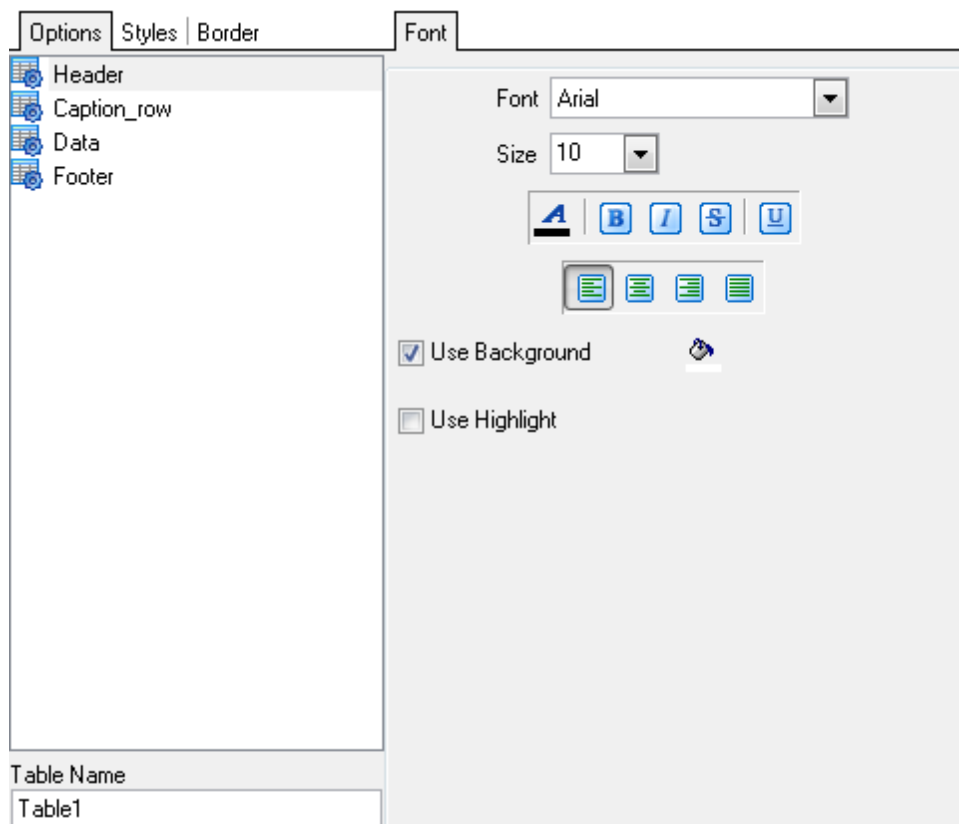 Options Styles Border
Header
Caption_row
Data
Footer
Table Name
Table1
Font
Font Arial
Size 10
A B I S U
Use Background
Use Highlight